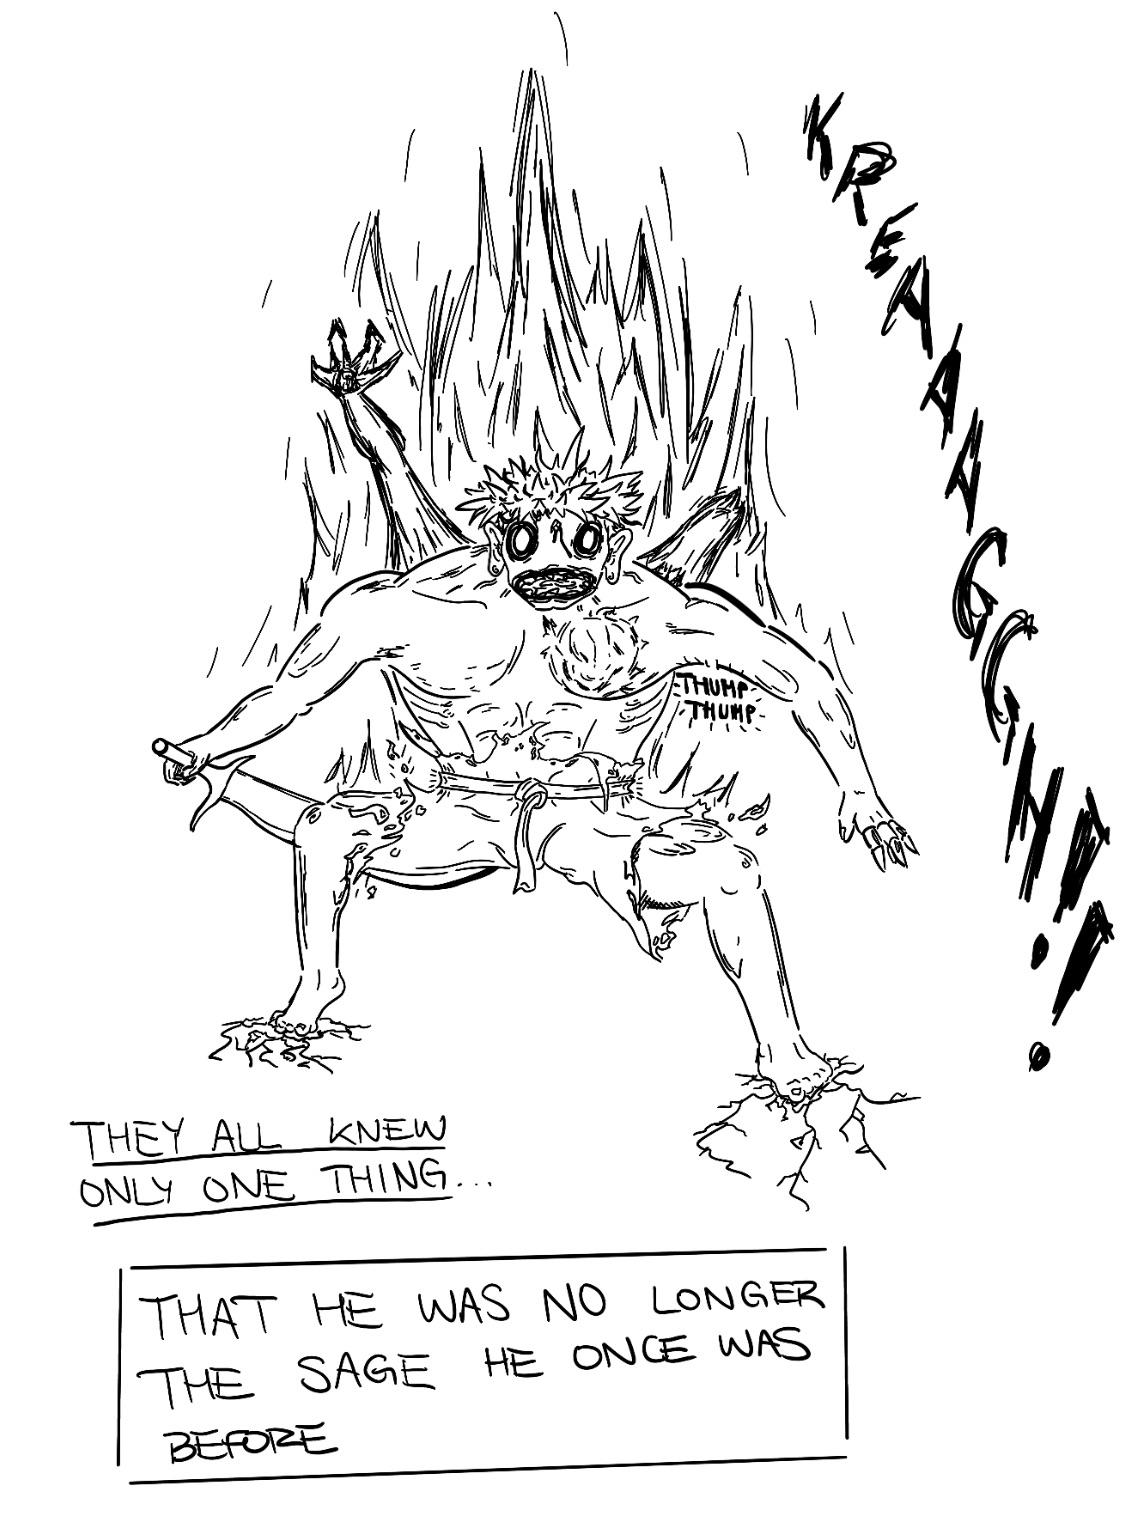 KREAAAGGH!!
THUMP
THUMP
THEY ALL KNEW
ONLY ONE THING...
THAT HE WAS NO LONGER
THE SAGE HE ONCE WAS
BEFORE